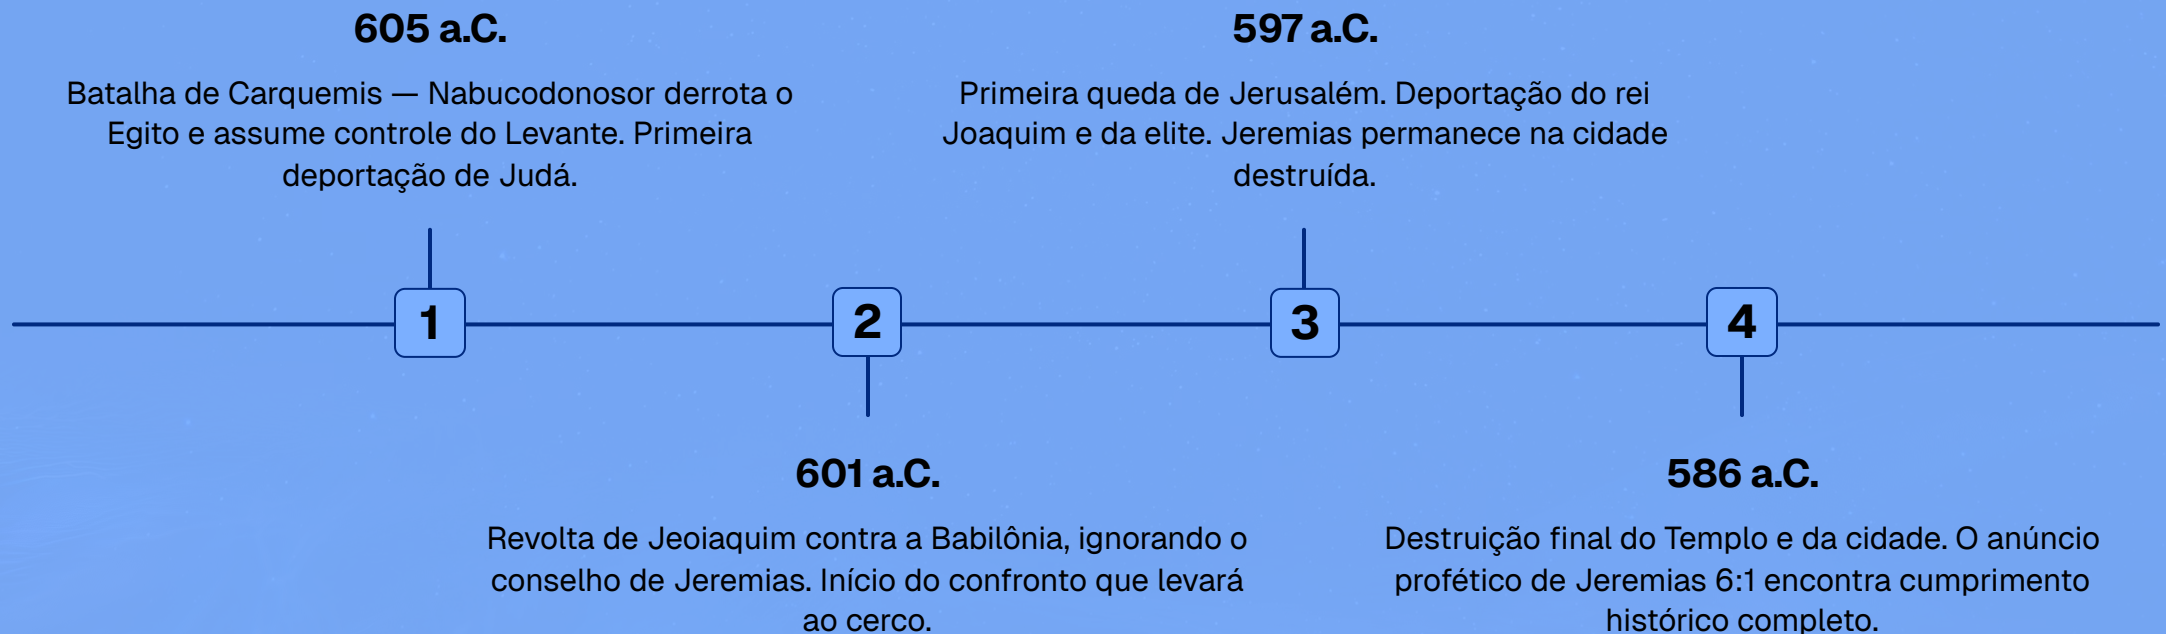 605 a.C.
Batalha de Carquemis — Nabucodonosor derrota o
Egito e assume controle do Levante. Primeira
deportação de Judá.
597 a.C.
Primeira queda de Jerusalém. Deportação do rei
Joaquim e da elite. Jeremias permanece na cidade
destruída.
1
2
3
4
601 a.C.
Revolta de Jeoiaquim contra a Babilônia, ignorando o
conselho de Jeremias. Início do confronto que levará
ao cerco.
586 a.C.
Destruição final do Templo e da cidade. O anúncio
profético de Jeremias 6:1 encontra cumprimento
histórico completo.